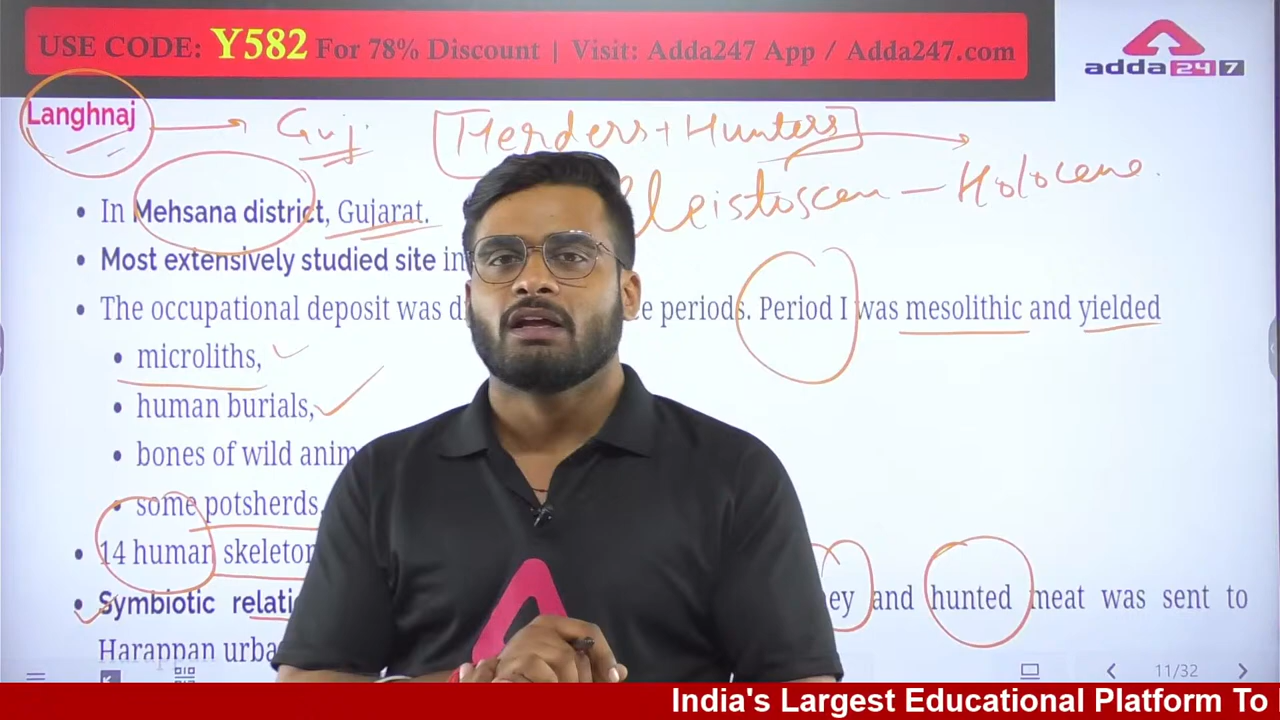 USE CODE: Y582 For 78% Discount | Visit: Adda247 App / Adda247.com
adda247
Langhnaj
Guj.
Herders + Hunters
Pleistoscen - Holocene.
In Mehsana district, Gujarat.
Most extensively studied site in
The occupational deposit was di e periods. Period I was mesolithic and yielded
microliths,
human burials,
bones of wild anim
some potsherds.
14 human skeleton
Symbiotic relati ey and hunted meat was sent to
Harappan urba
11/32
India's Largest Educational Platform To